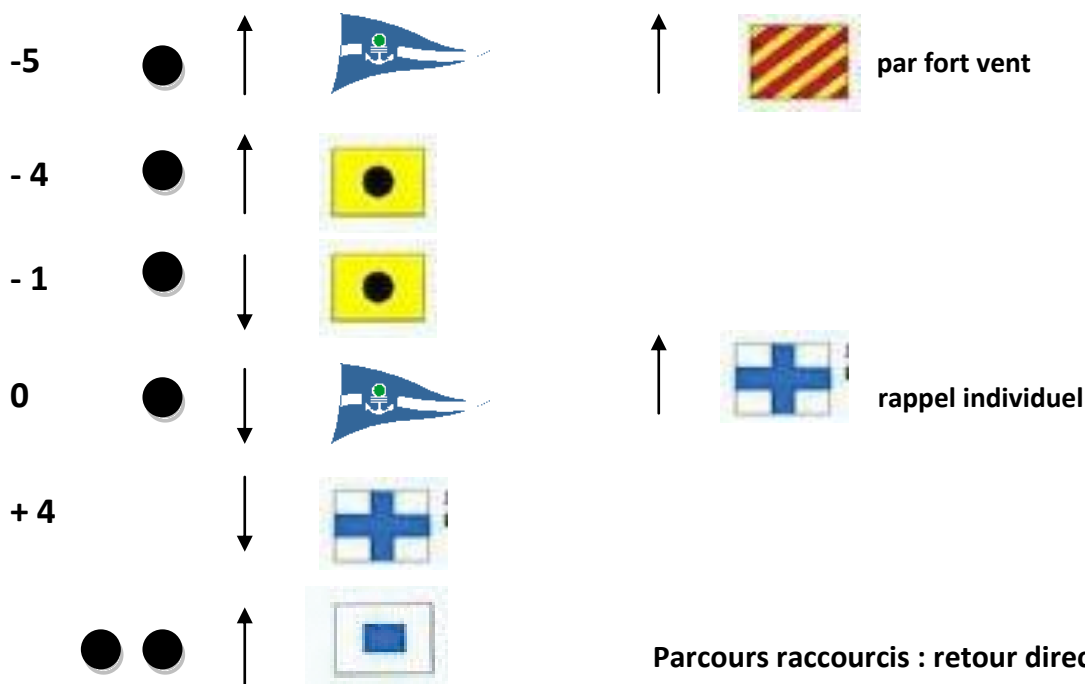 -5 par fort vent
- 4
- 1
0 rappel individuel
+ 4
Parcours raccourcis : retour direc